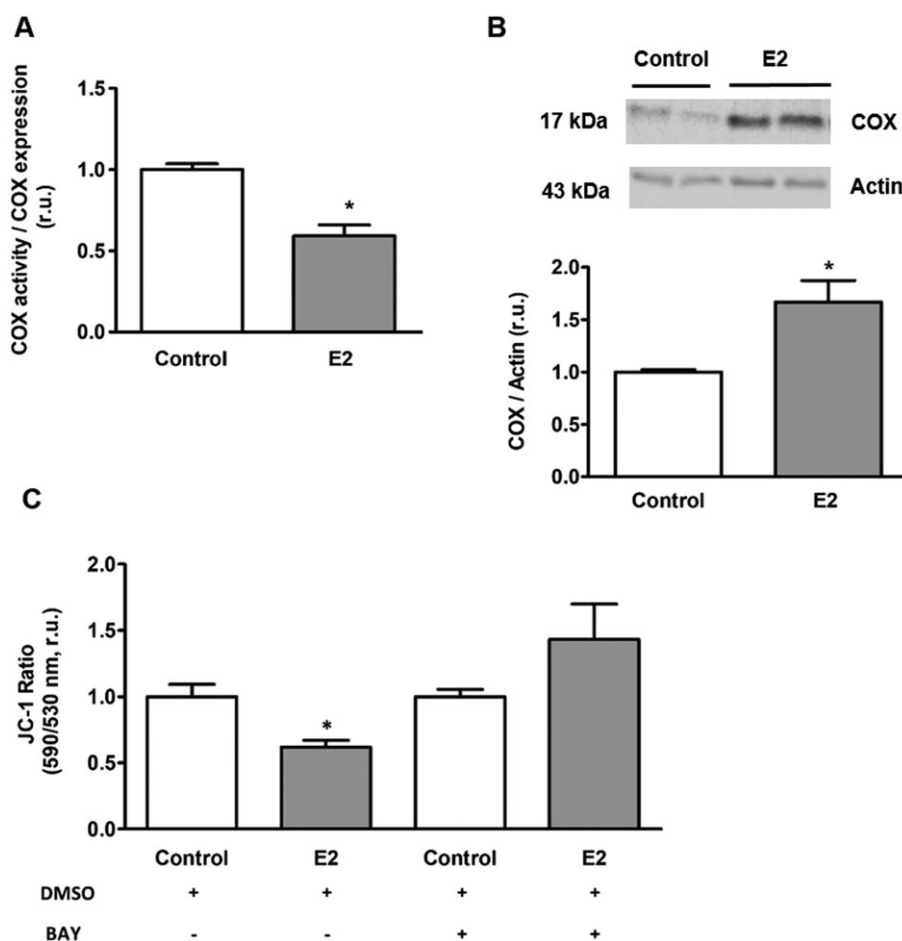 A
COX activity / COX expression
(r.u.)
1.5
1.0
0.5
0.0
*
Control E2
B
Control E2
17 kDa COX
43 kDa Actin
COX / Actin (r.u.)
2.0
1.5
1.0
0.5
0.0
*
Control E2
C
JC-1 Ratio
(590/530 nm, r.u.)
2.0
1.5
1.0
0.5
0.0
*
Control E2 Control E2
DMSO + + + +
BAY - - + +